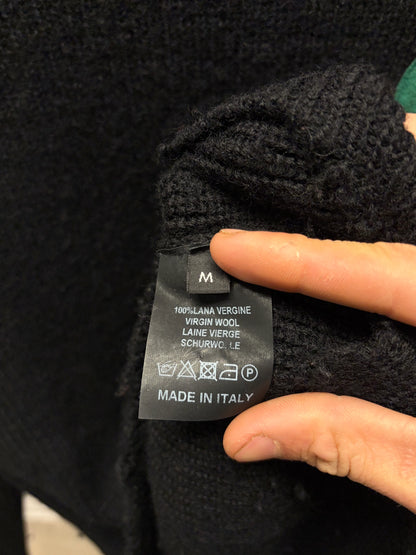 M
100%LANA VERGINE
VIRGIN WOOL
LAINE VIERGE
MADE IN ITALY